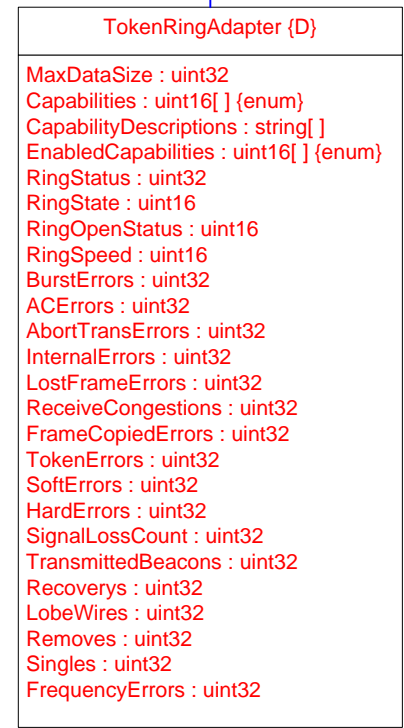 TokenRingAdapter {D}
MaxDataSize : uint32
Capabilities : uint16[ ] {enum}
CapabilityDescriptions : string[ ]
EnabledCapabilities : uint16[ ] {enum}
RingStatus : uint32
RingState : uint16
RingOpenStatus : uint16
RingSpeed : uint16
BurstErrors : uint32
ACErrors : uint32
AbortTransErrors : uint32
InternalErrors : uint32
LostFrameErrors : uint32
ReceiveCongestions : uint32
FrameCopiedErrors : uint32
TokenErrors : uint32
SoftErrors : uint32
HardErrors : uint32
SignalLossCount : uint32
TransmittedBeacons : uint32
Recoverys : uint32
LobeWires : uint32
Removes : uint32
Singles : uint32
FrequencyErrors : uint32